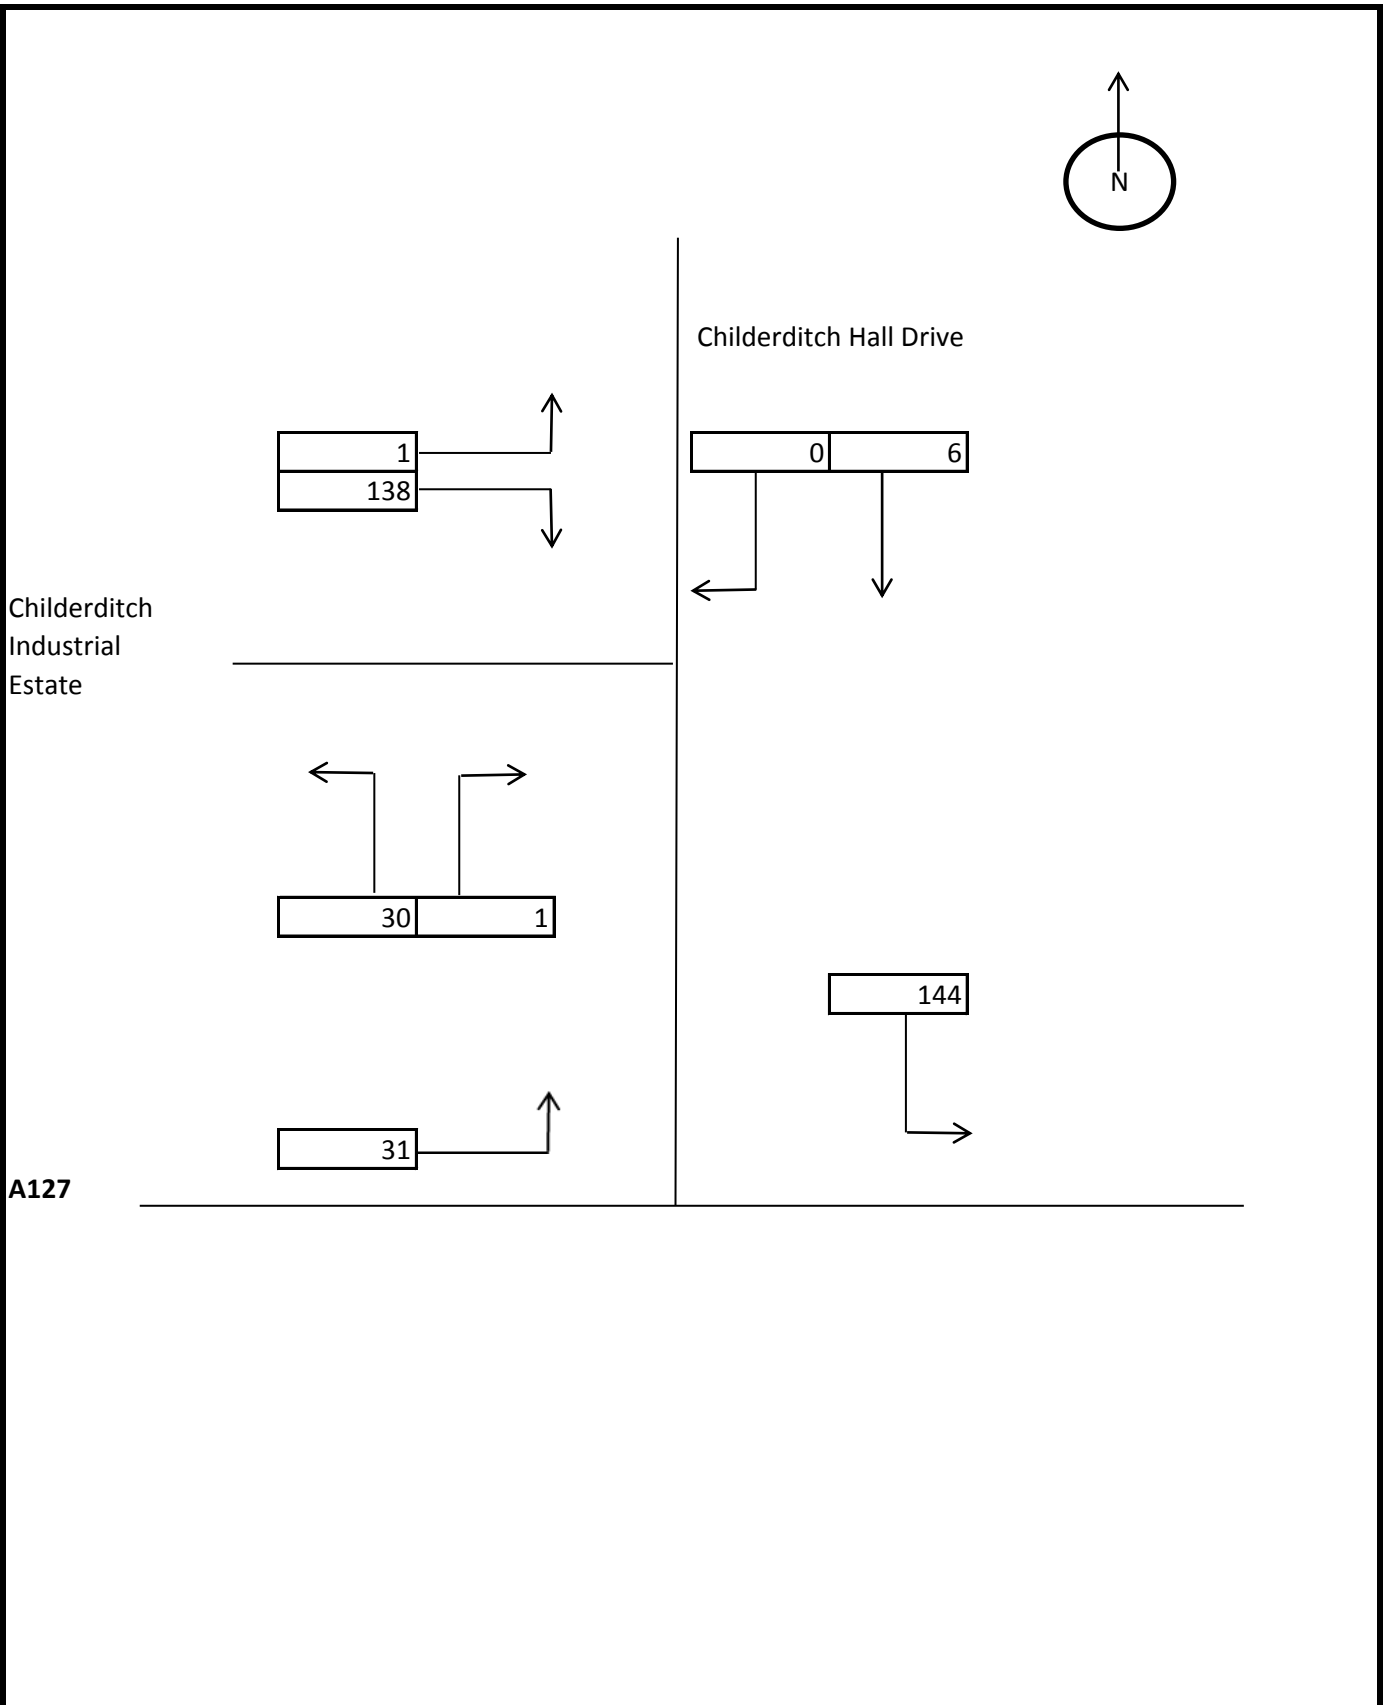 N
Childerditch Hall Drive
1
0 6
138
Childerditch
Industrial
Estate
30 1
144
31
A127